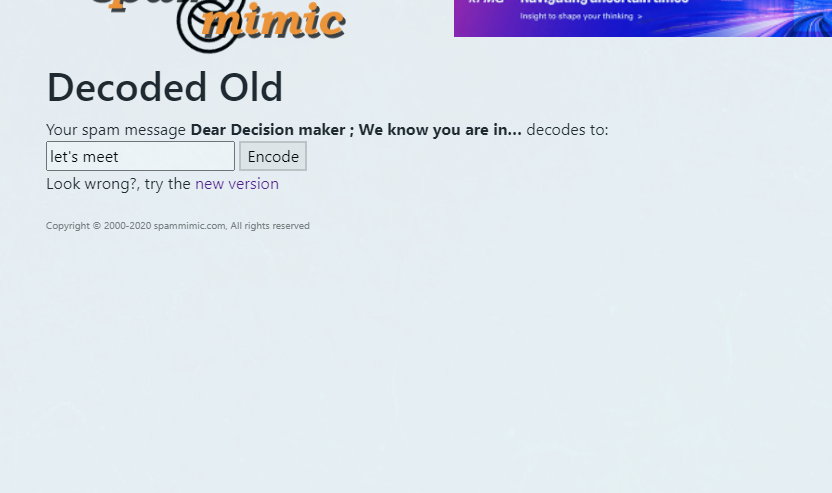 mimic
Insight to shape your thinking >
Decoded Old
Your spam message Dear Decision maker ; We know you are in... decodes to:
let's meet Encode
Look wrong?, try the new version
Copyright © 2000-2020 spammimic.com, All rights reserved